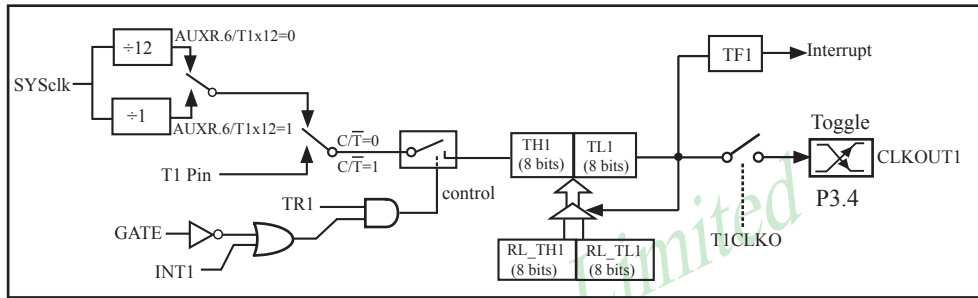 ÷12
AUXR.6/T1x12=0
SYSclk
÷1
AUXR.6/T1x12=1
C/T̅=0
C/T̅=1
T1 Pin
control
TR1
GATE
INT1
TH1
(8 bits)
TL1
(8 bits)
RL_TH1
(8 bits)
RL_TL1
(8 bits)
TF1
Interrupt
Toggle
CLKOUT1
P3.4
T1CLKO
Limited